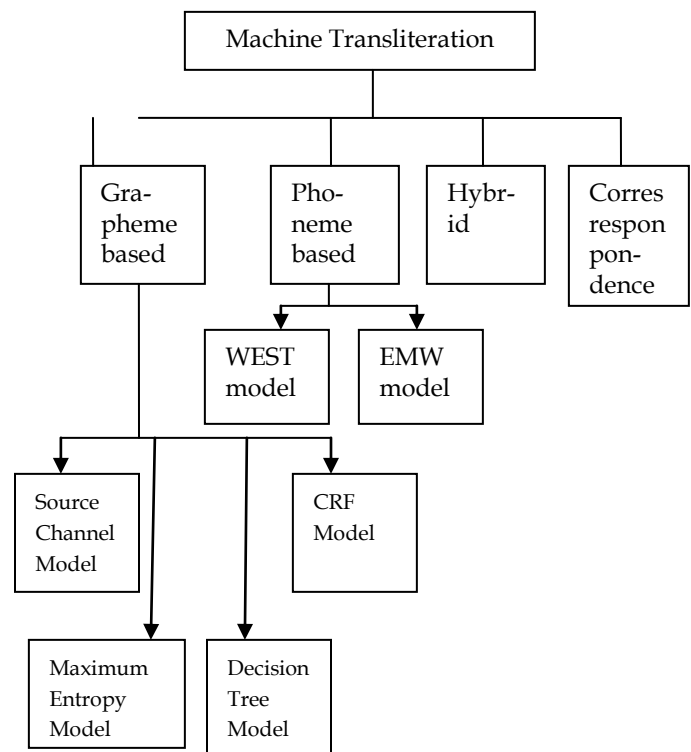 Machine Transliteration
Gra-
pheme
based
Pho-
neme
based
Hybr-
id
Corres
respon
pon-
dence
WEST
model
EMW
model
Source
Channel
Model
CRF
Model
Maximum
Entropy
Model
Decision
Tree
Model